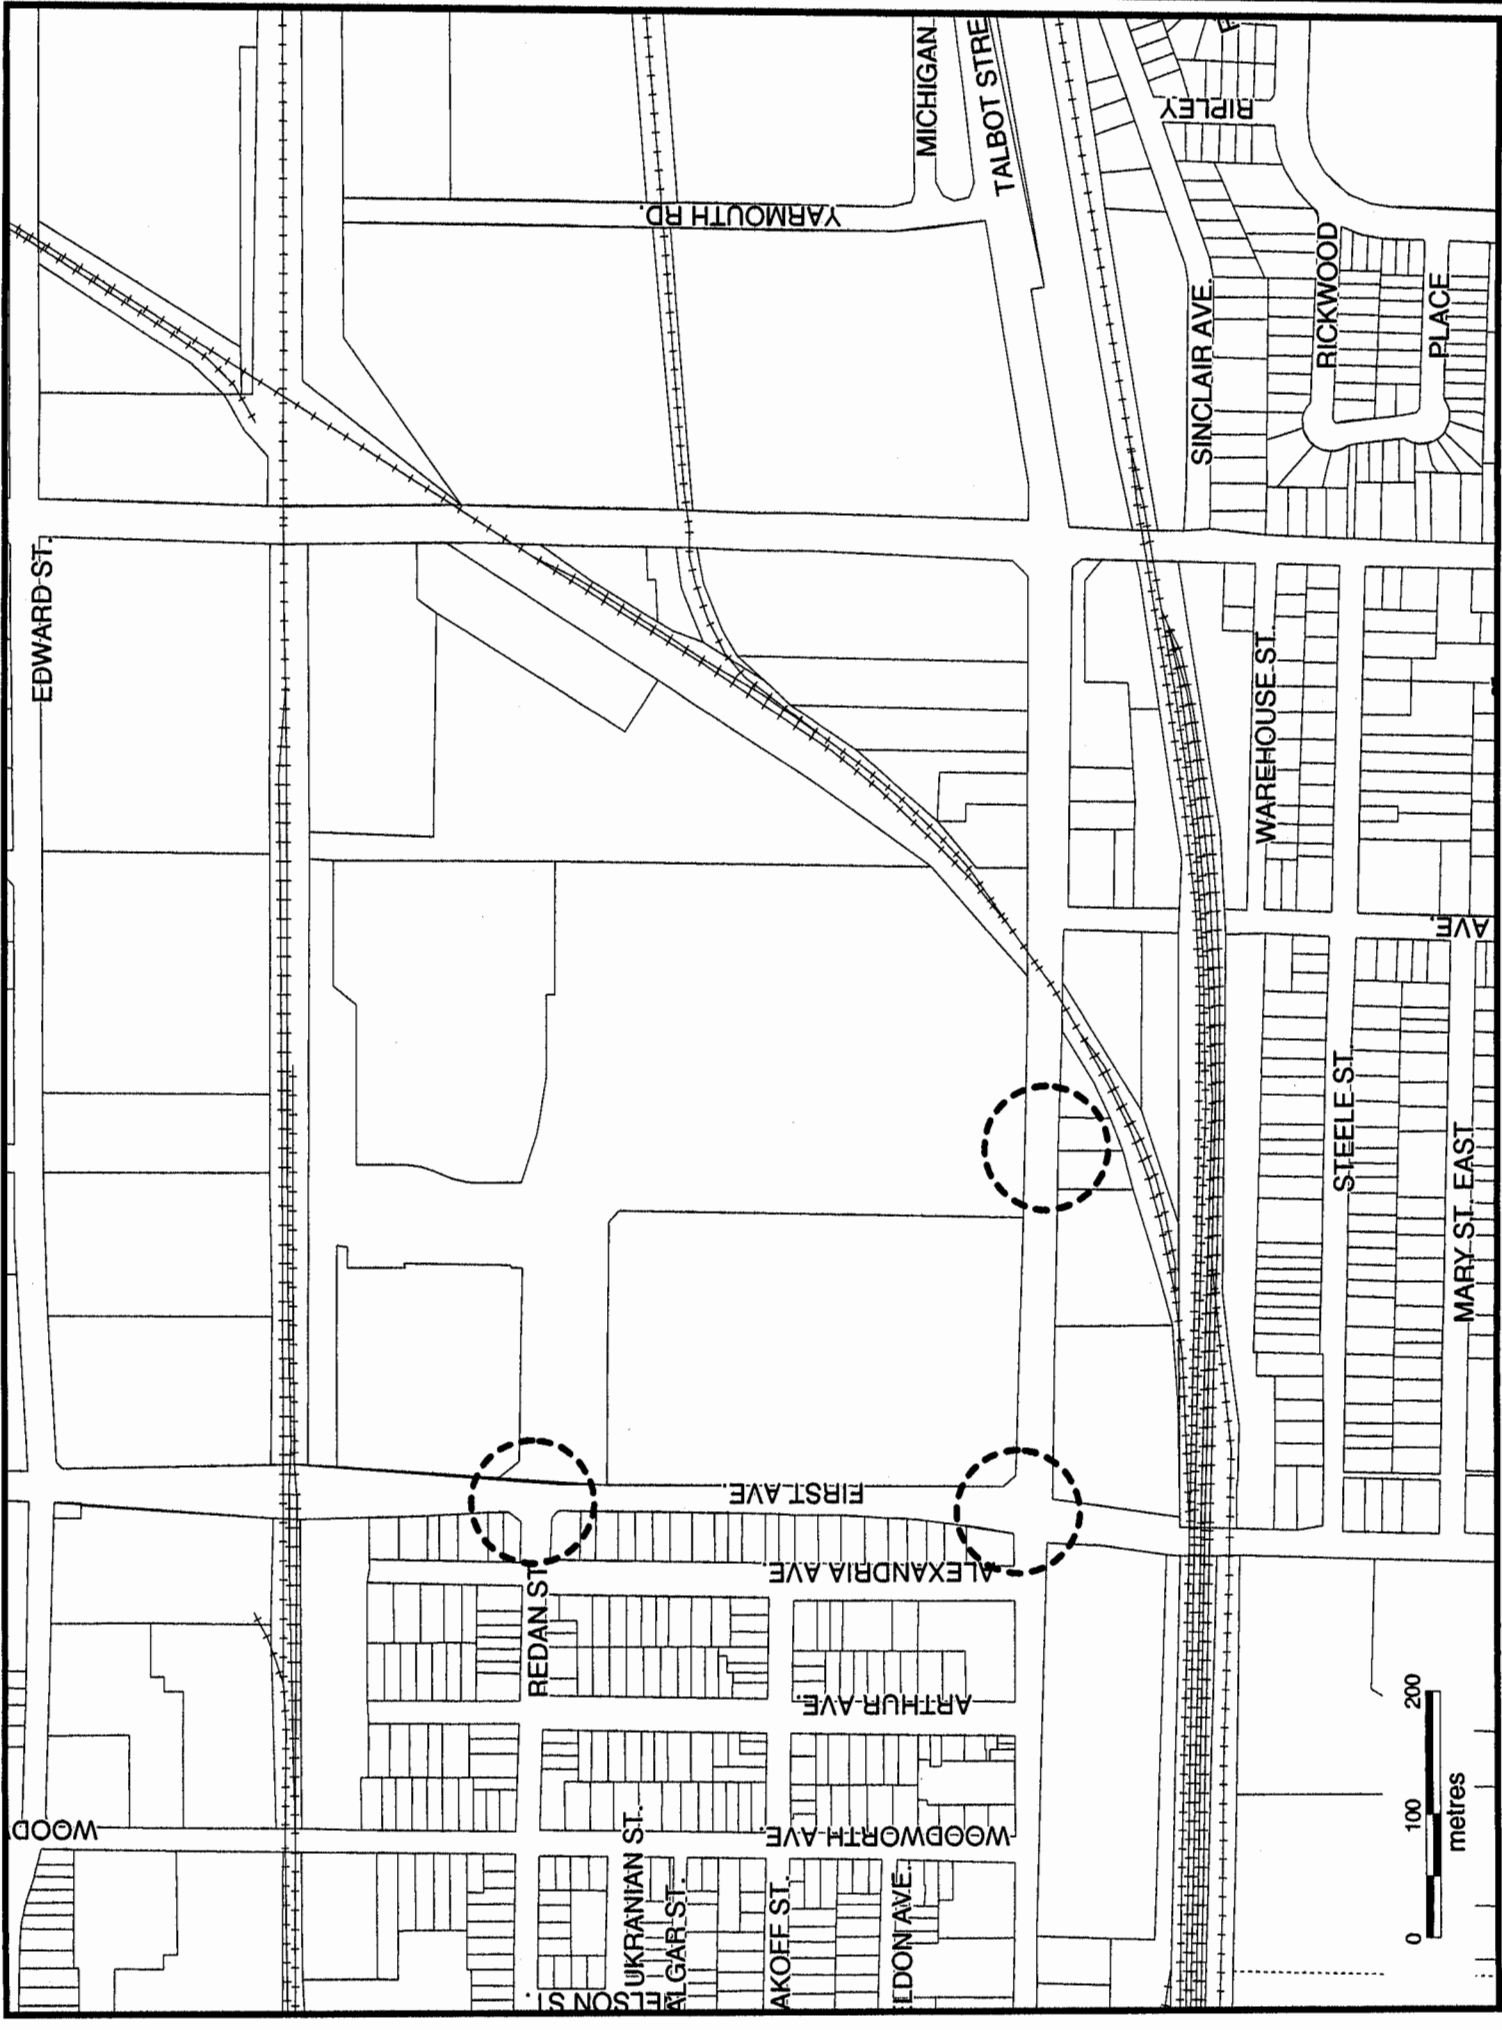 EDWARD ST.
YARMOUTH RD.
MICHIGAN
TALBOT STRE
RIPLEY
SINCLAIR AVE.
RICKWOOD
PLACE
WAREHOUSE ST.
AVE.
STEELE ST.
MARY ST. EAST
FIRST AVE.
ALEXANDRIA AVE.
REDAN ST.
ARTHUR AVE.
WOOD
WOODWORTH AVE.
UKRANIAN ST.
ALGAR ST.
AKOFF ST.
LDON AVE.
ELSON ST.
0 100 200
metres